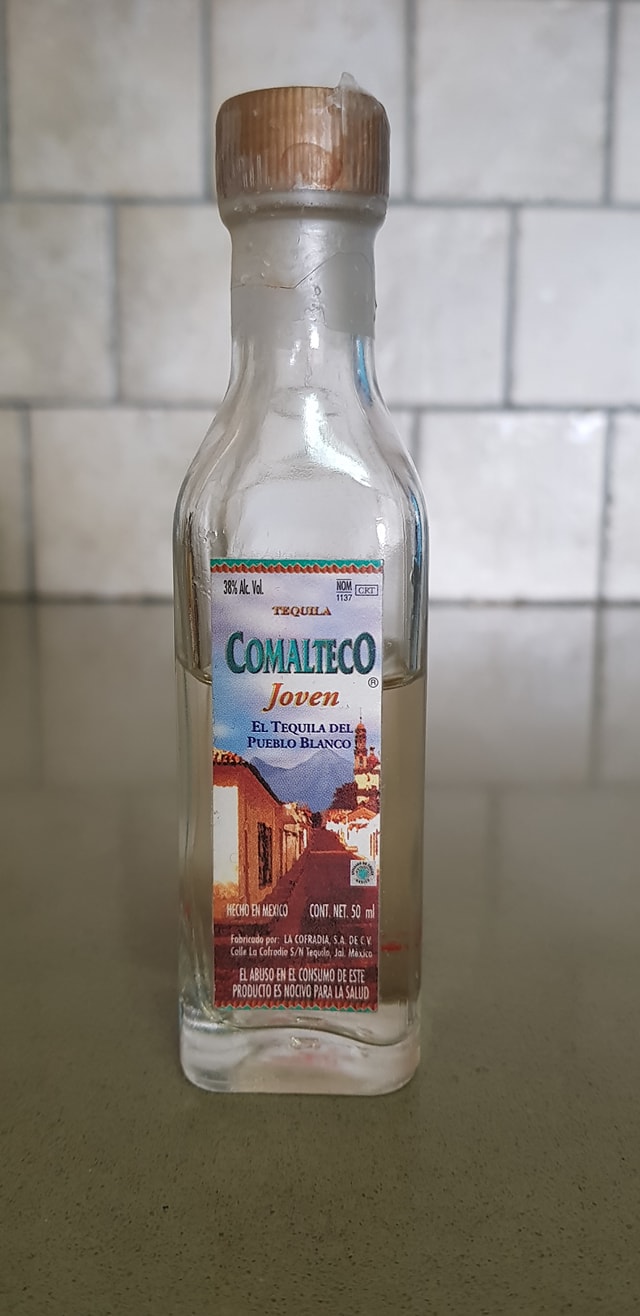 38% Alc. Vol.
NOM
1137
CRT
TEQUILA
COMALTECO
®
Joven
EL TEQUILA DEL
PUEBLO BLANCO
HECHO EN MEXICO CONT. NET. 50 ml
Fabricado por: LA COFRADIA, S.A. DE C.V.
Calle La Cofradia S/N Tequila, Jal. México
EL ABUSO EN EL CONSUMO DE ESTE
PRODUCTO ES NOCIVO PARA LA SALUD